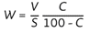 W = V/S C/(100 - C)